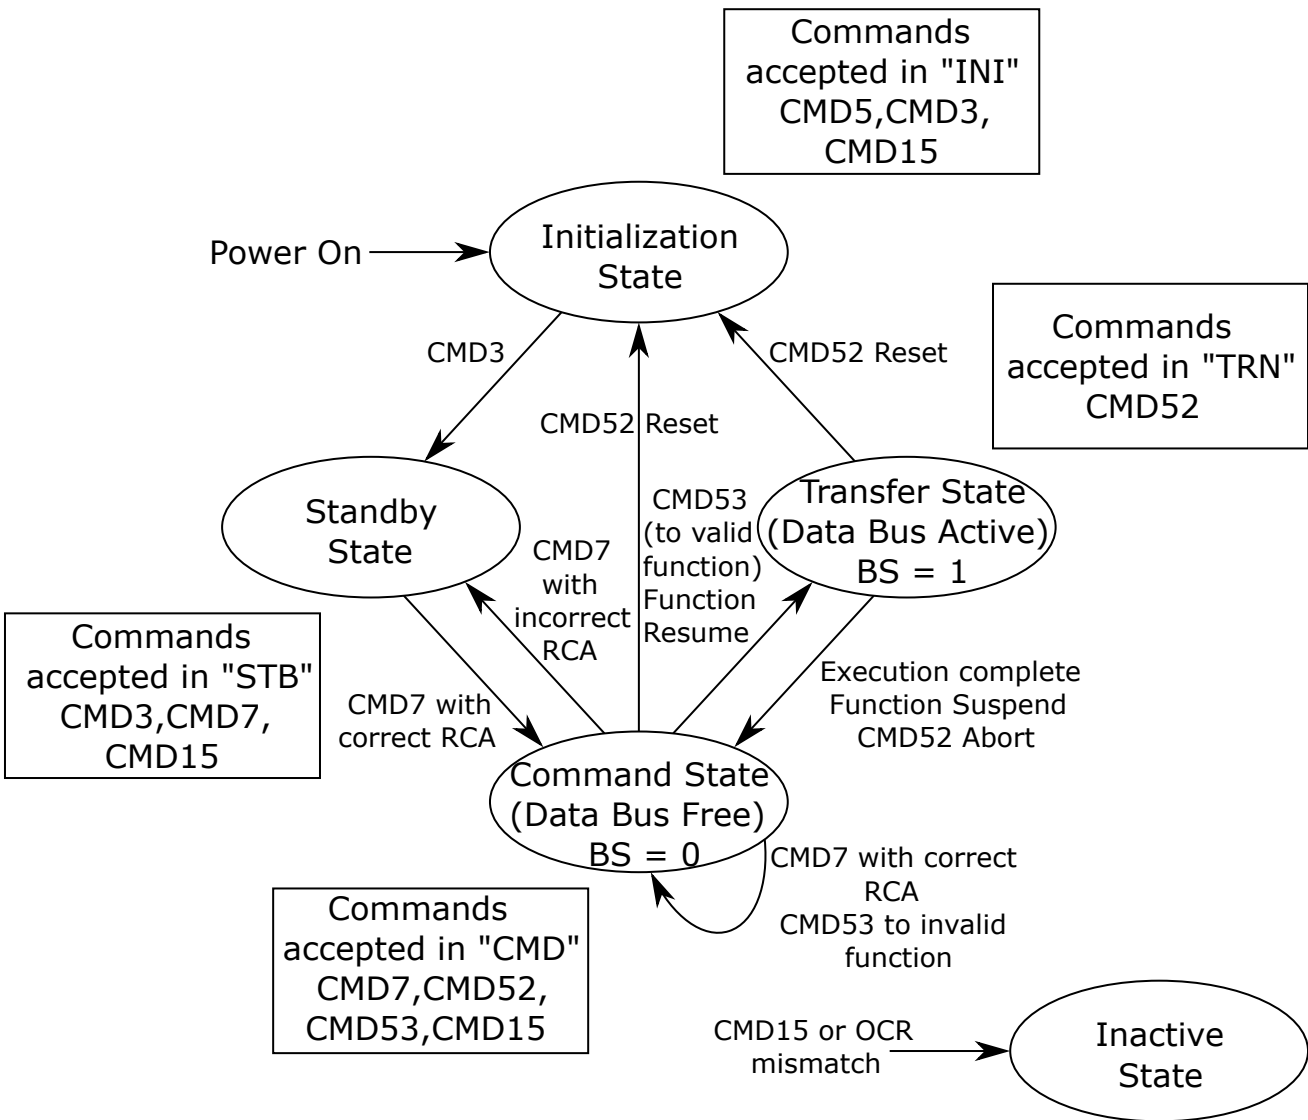 Commands
accepted in "INI"
CMD5,CMD3,
CMD15
Initialization
State
Power On
Commands
accepted in "TRN"
CMD52
CMD3
CMD52 Reset
CMD52 Reset
Standby
State
CMD7
with
incorrect
RCA
CMD53
(to valid
function)
Function
Resume
Transfer State
(Data Bus Active)
BS = 1
Commands
accepted in "STB"
CMD3,CMD7,
CMD15
CMD7 with
correct RCA
Execution complete
Function Suspend
CMD52 Abort
Command State
(Data Bus Free)
BS = 0
CMD7 with correct
RCA
CMD53 to invalid
function
Commands
accepted in "CMD"
CMD7,CMD52,
CMD53,CMD15
CMD15 or OCR
mismatch
Inactive
State